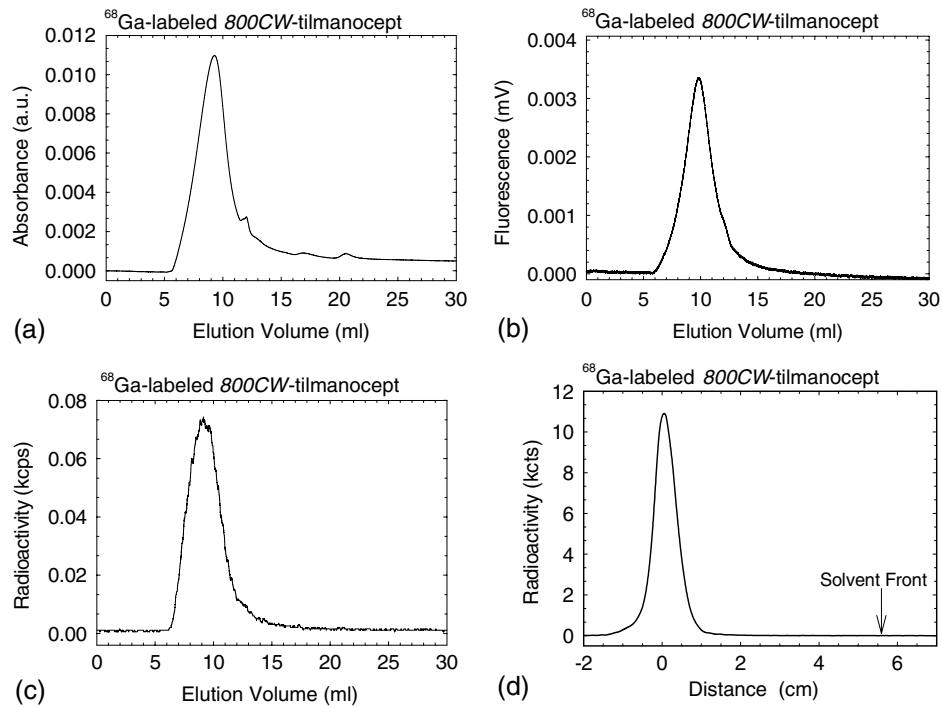 ⁶⁸Ga-labeled 800CW-tilmanocept
0.012
0.010
0.008
0.006
0.004
0.002
0.000
Absorbance (a.u.)
0 5 10 15 20 25 30
Elution Volume (ml)
(a)
⁶⁸Ga-labeled 800CW-tilmanocept
0.004
0.003
0.002
0.001
0.000
Fluorescence (mV)
0 5 10 15 20 25 30
Elution Volume (ml)
(b)
⁶⁸Ga-labeled 800CW-tilmanocept
0.08
0.06
0.04
0.02
0.00
Radioactivity (kcps)
0 5 10 15 20 25 30
Elution Volume (ml)
(c)
⁶⁸Ga-labeled 800CW-tilmanocept
12
10
8
6
4
2
0
Radioactivity (kcts)
Solvent Front
-2 0 2 4 6
Distance (cm)
(d)